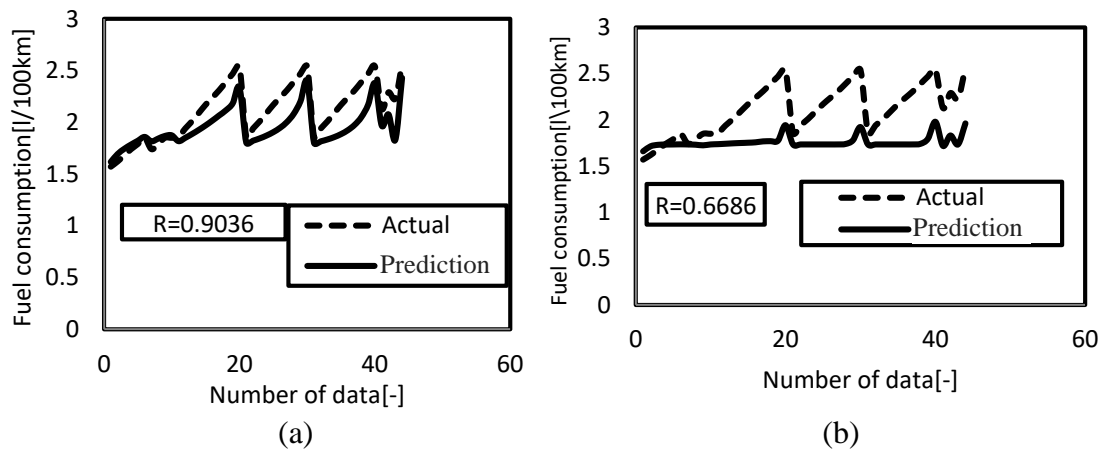 3
2.5
2
1.5
1
0.5
0
0
20
40
60
Fuel consumption[l/100km]
Number of data[-]
R=0.9036
Actual
Prediction
(a)
3
2.5
2
1.5
1
0.5
0
0
20
40
60
Fuel consumption[l\100km]
Number of data[-]
R=0.6686
Actual
Prediction
(b)